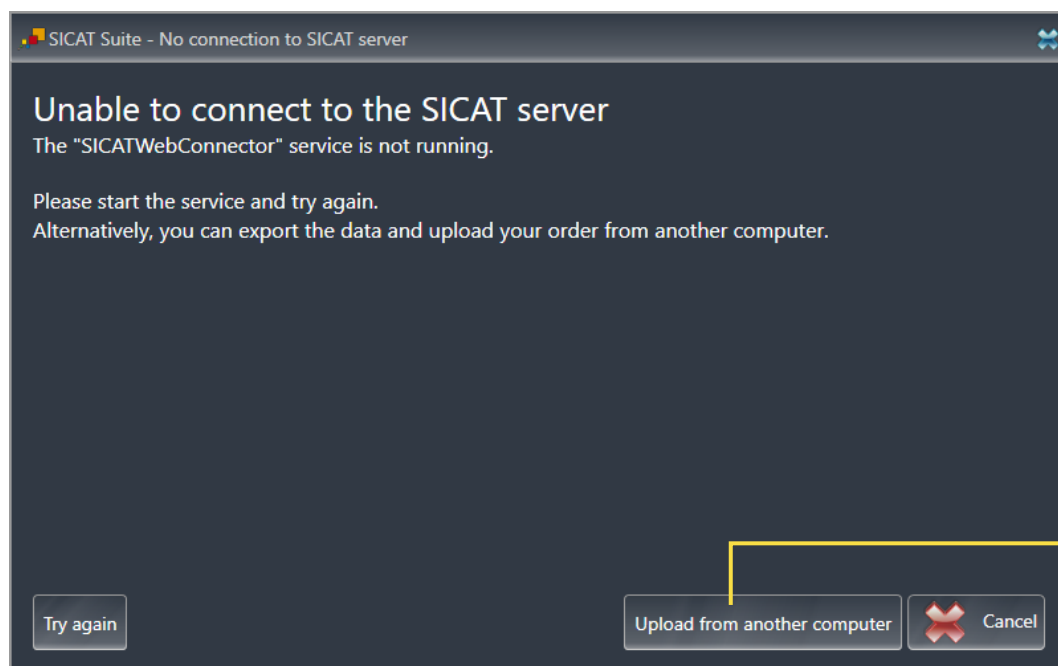 SICAT Suite - No connection to SICAT server
Unable to connect to the SICAT server
The "SICATWebConnector" service is not running.
Please start the service and try again.
Alternatively, you can export the data and upload your order from another computer.
Try again
Upload from another computer
Cancel